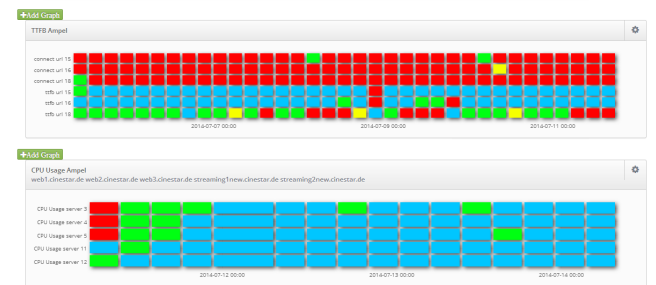 +Add Graph
TTFB Ampel
connect url 15
connect url 16
connect url 18
ttfb url 15
ttfb url 16
ttfb url 18
2014-07-07 00:00 2014-07-09 00:00 2014-07-11 00:00
+Add Graph
CPU Usage Ampel
web1.cinestar.de web2.cinestar.de web3.cinestar.de streaming1new.cinestar.de streaming2new.cinestar.de
CPU Usage server 3
CPU Usage server 4
CPU Usage server 5
CPU Usage server 11
CPU Usage server 12
2014-07-12 00:00 2014-07-13 00:00 2014-07-14 00:00